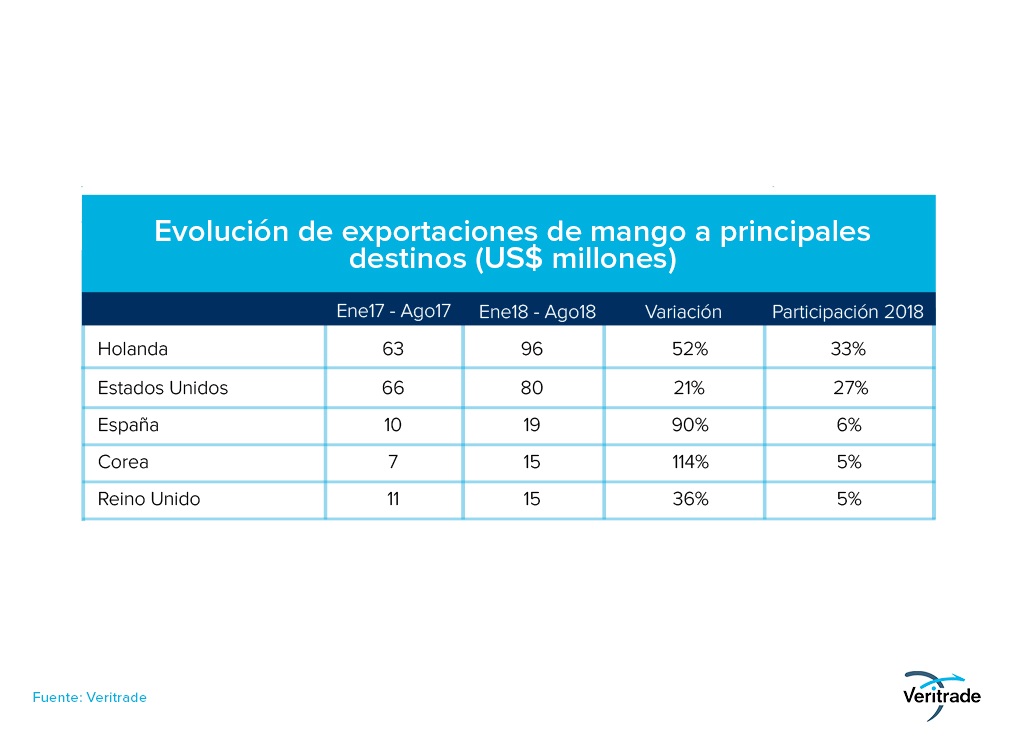 Evolución de exportaciones de mango a principales
destinos (US$ millones)
Ene17 - Ago17 Ene18 - Ago18 Variación Participación 2018
Holanda 63 96 52% 33%
Estados Unidos 66 80 21% 27%
España 10 19 90% 6%
Corea 7 15 114% 5%
Reino Unido 11 15 36% 5%
Fuente: Veritrade
Veritrade